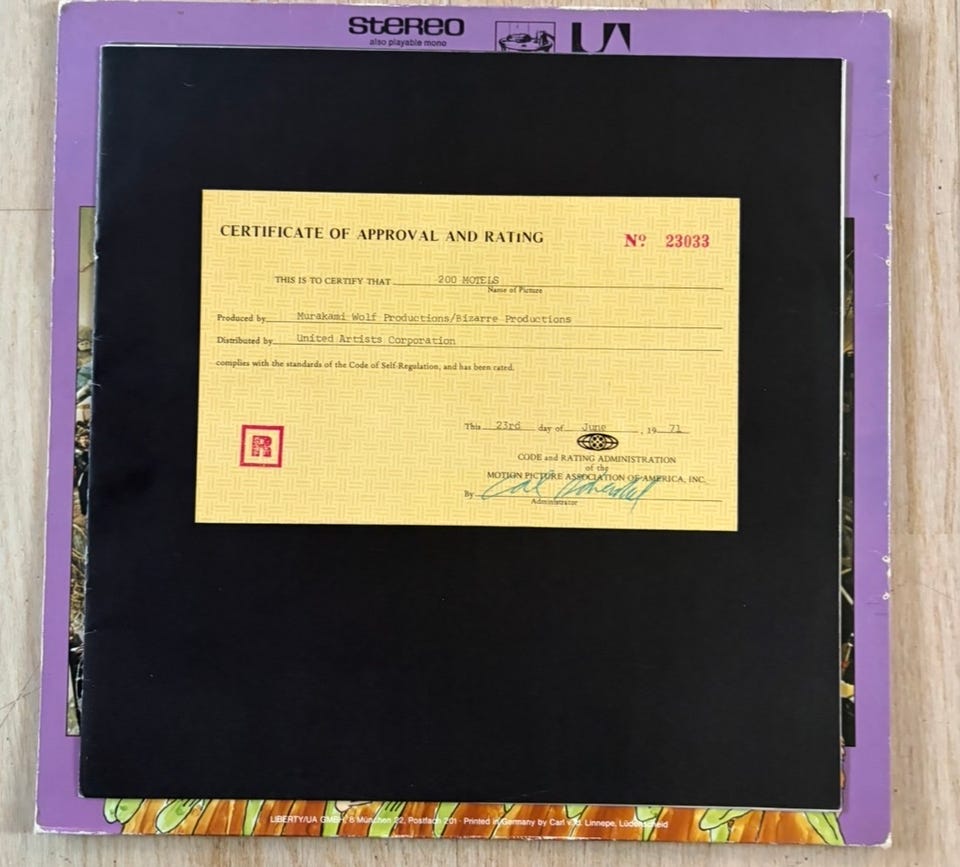 STEREO
also playable mono
UA
CERTIFICATE OF APPROVAL AND RATING
Nº 23033
THIS IS TO CERTIFY THAT 200 MOTELS
Name of Picture
Produced by Murakami Wolf Productions/Bizarre Productions
Distributed by United Artists Corporation
complies with the standards of the Code of Self-Regulation, and has been rated.
R
This 23rd day of June, 19 71
CODE and RATING ADMINISTRATION
of the
MOTION PICTURE ASSOCIATION OF AMERICA, INC.
By Cal Schenkel
Administrator
LIBERTY/UA GMBH, 8 München 22, Postfach 201 · Printed in Germany by Carl v. d. Linnepe, Lüdenscheid